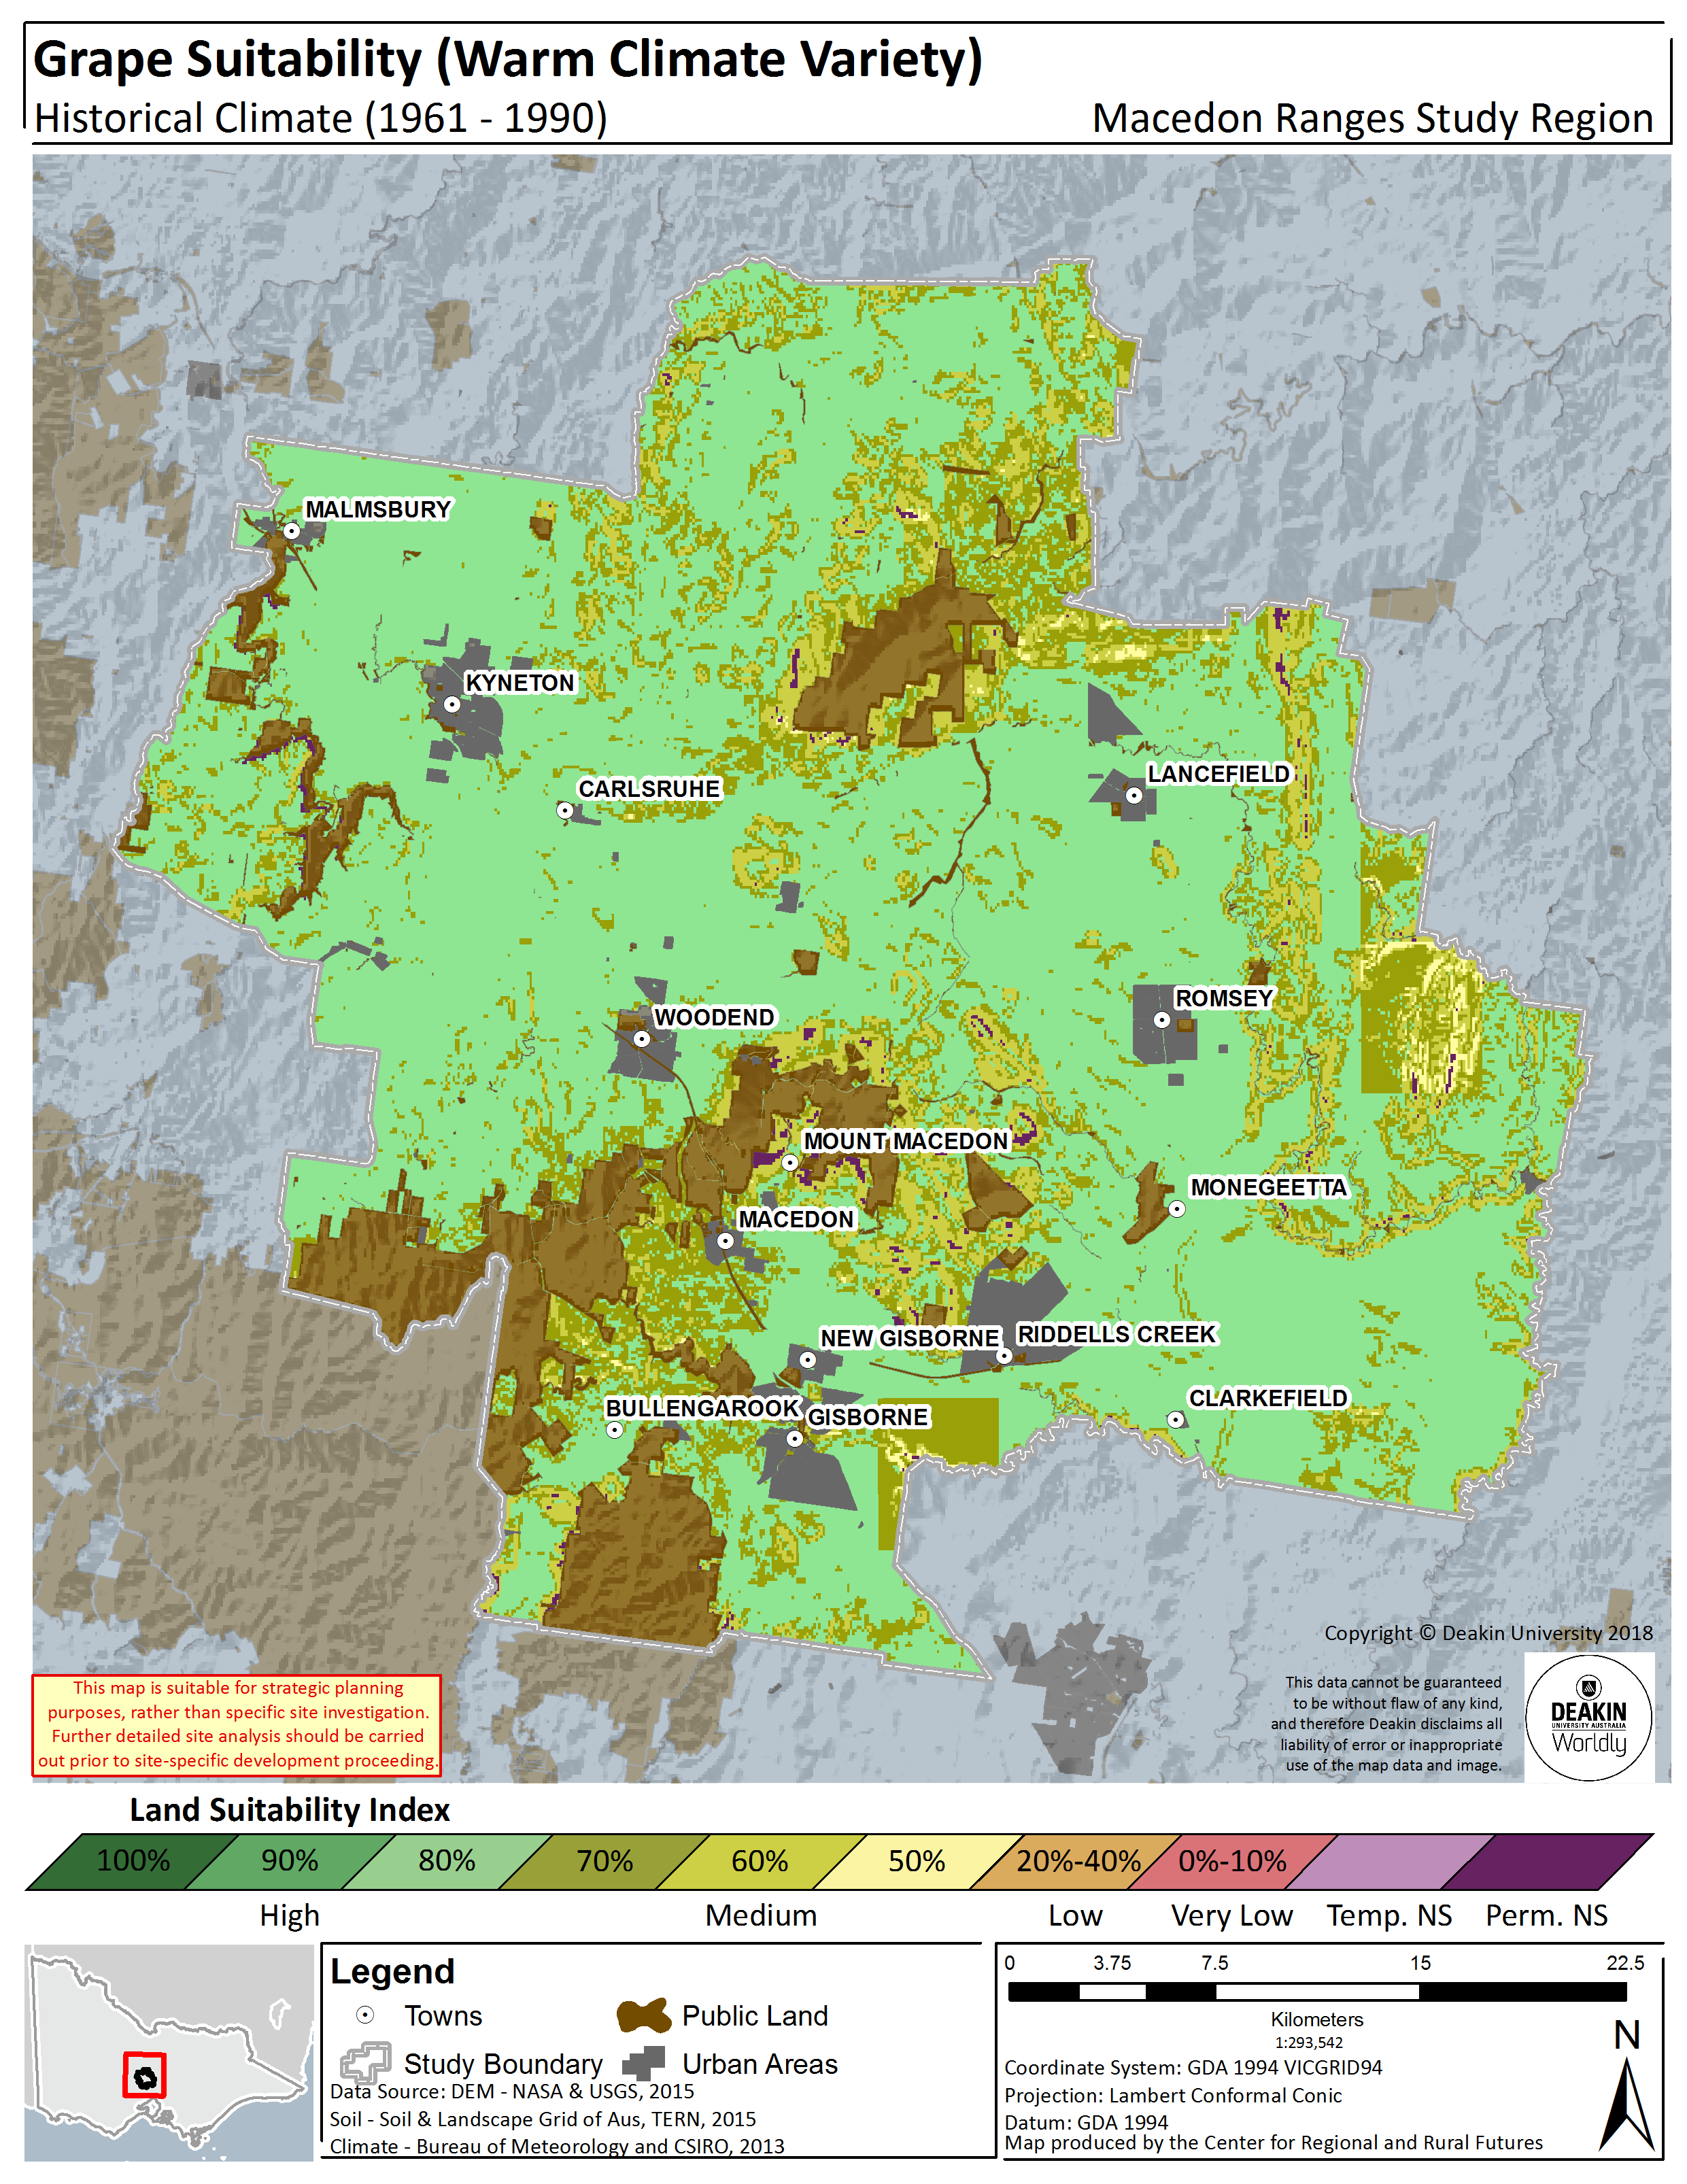 Grape Suitability (Warm Climate Variety)
Historical Climate (1961 - 1990)
Macedon Ranges Study Region
MALMSBURY
KYNETON
CARLSRUHE
LANCEFIELD
ROMSEY
WOODEND
MOUNT MACEDON
MONEGEETTA
MACEDON
NEW GISBORNE
RIDDELLS CREEK
CLARKEFIELD
BULLENGAROOK
GISBORNE
Copyright © Deakin University 2018
This map is suitable for strategic planning
purposes, rather than specific site investigation.
Further detailed site analysis should be carried
out prior to site-specific development proceeding.
This data cannot be guaranteed
to be without flaw of any kind,
and therefore Deakin disclaims all
liability of error or inappropriate
use of the map data and image.
DEAKIN
UNIVERSITY AUSTRALIA
Worldly
Land Suitability Index
100%
90%
80%
70%
60%
50%
20%-40%
0%-10%
High
Medium
Low
Very Low
Temp. NS
Perm. NS
Legend
Towns
Public Land
Study Boundary
Urban Areas
Data Source: DEM - NASA & USGS, 2015
Soil - Soil & Landscape Grid of Aus, TERN, 2015
Climate - Bureau of Meteorology and CSIRO, 2013
0 3.75 7.5 15 22.5
Kilometers
1:293,542
N
Coordinate System: GDA 1994 VICGRID94
Projection: Lambert Conformal Conic
Datum: GDA 1994
Map produced by the Center for Regional and Rural Futures